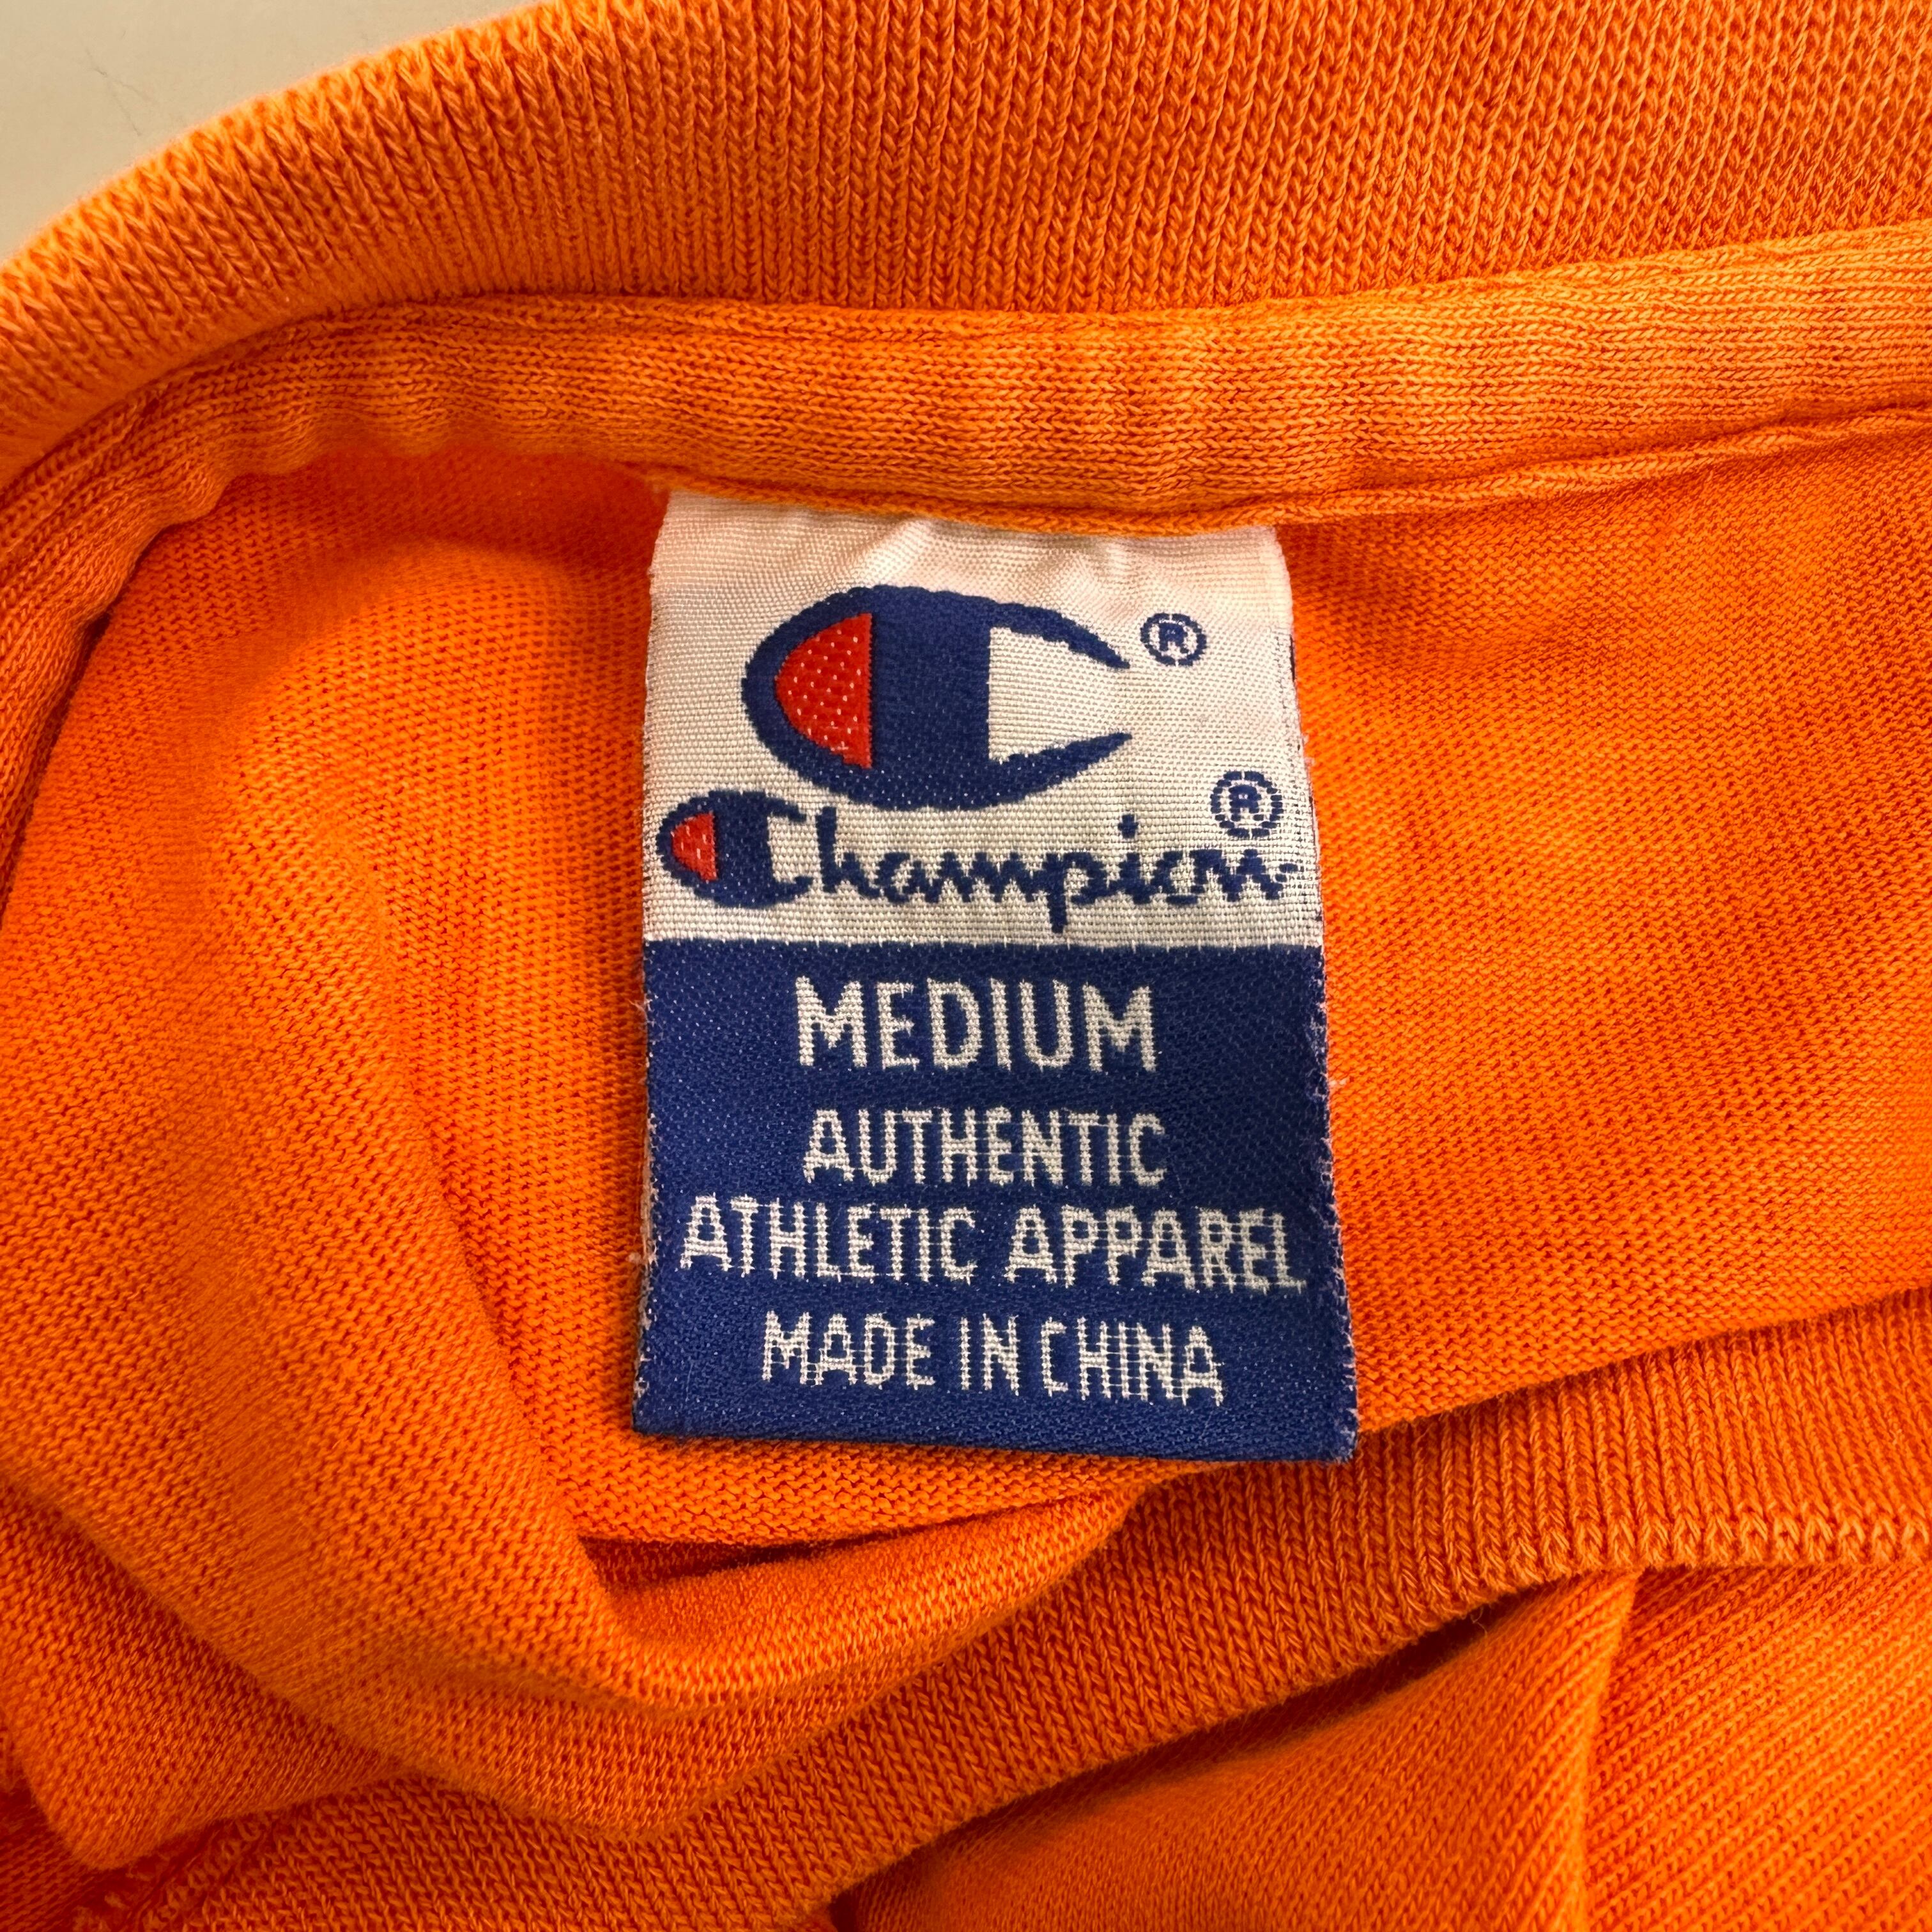 ®
Champion®
MEDIUM
AUTHENTIC
ATHLETIC APPAREL
MADE IN CHINA